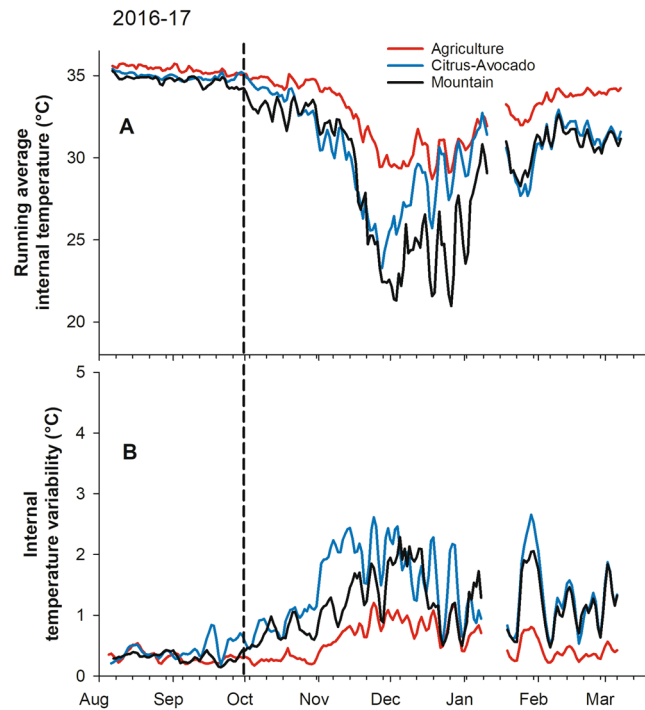 2016-17
Agriculture
Citrus-Avocado
Mountain
A
Running average
internal temperature (°C)
35
30
25
20
B
Internal
temperature variability (°C)
5
4
3
2
1
0
Aug Sep Oct Nov Dec Jan Feb Mar